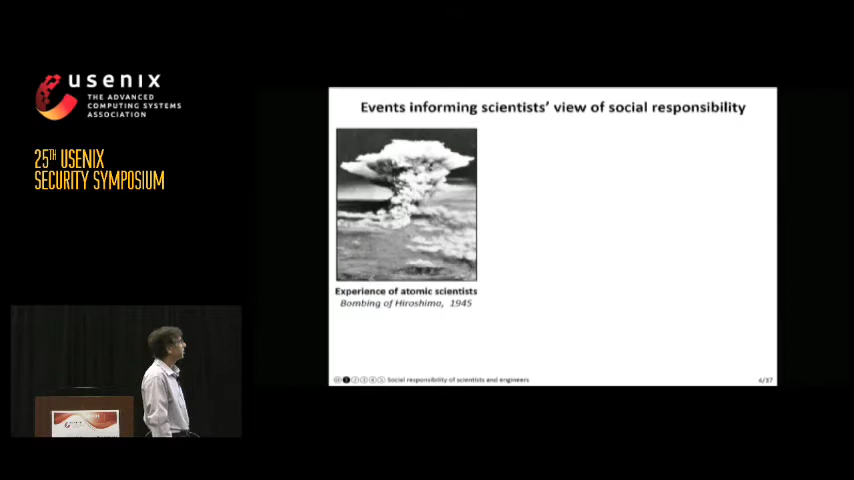 usenix
THE ADVANCED
COMPUTING SYSTEMS
ASSOCIATION
25TH USENIX
SECURITY SYMPOSIUM
Events informing scientists' view of social responsibility
Experience of atomic scientists
Bombing of Hiroshima, 1945
Social responsibility of scientists and engineers
4/37
usenix